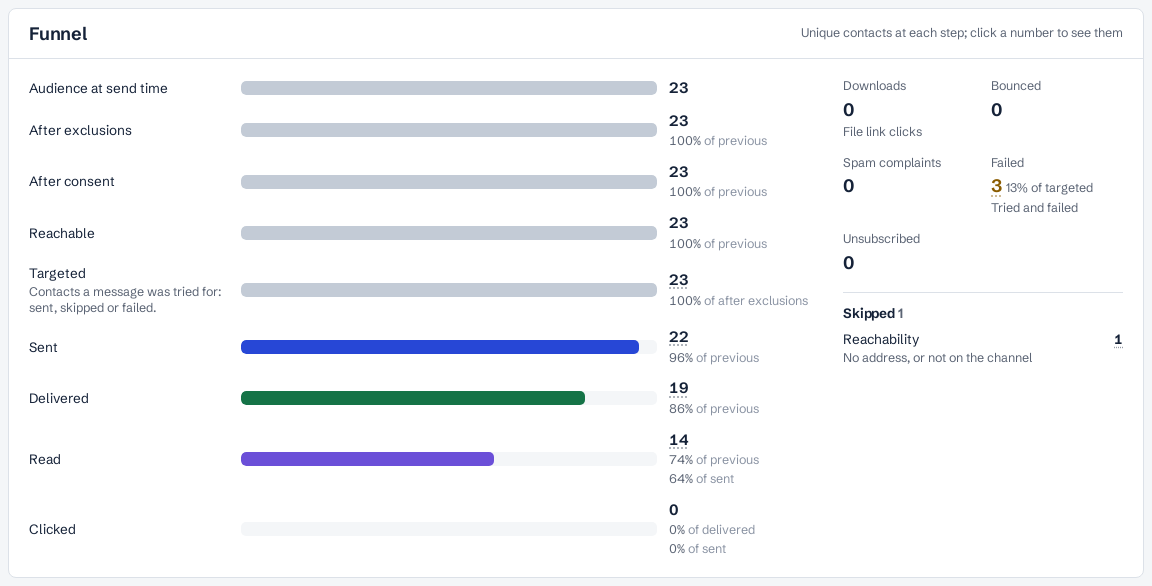 Funnel
Unique contacts at each step; click a number to see them
Audience at send time
23
After exclusions
23
100% of previous
After consent
23
100% of previous
Reachable
23
100% of previous
Targeted
Contacts a message was tried for:
sent, skipped or failed.
23
100% of after exclusions
Sent
22
96% of previous
Delivered
19
86% of previous
Read
14
74% of previous
64% of sent
Clicked
0
0% of delivered
0% of sent
Downloads
0
File link clicks
Bounced
0
Spam complaints
0
Failed
3 13% of targeted
Tried and failed
Unsubscribed
0
Skipped 1
Reachability 1
No address, or not on the channel